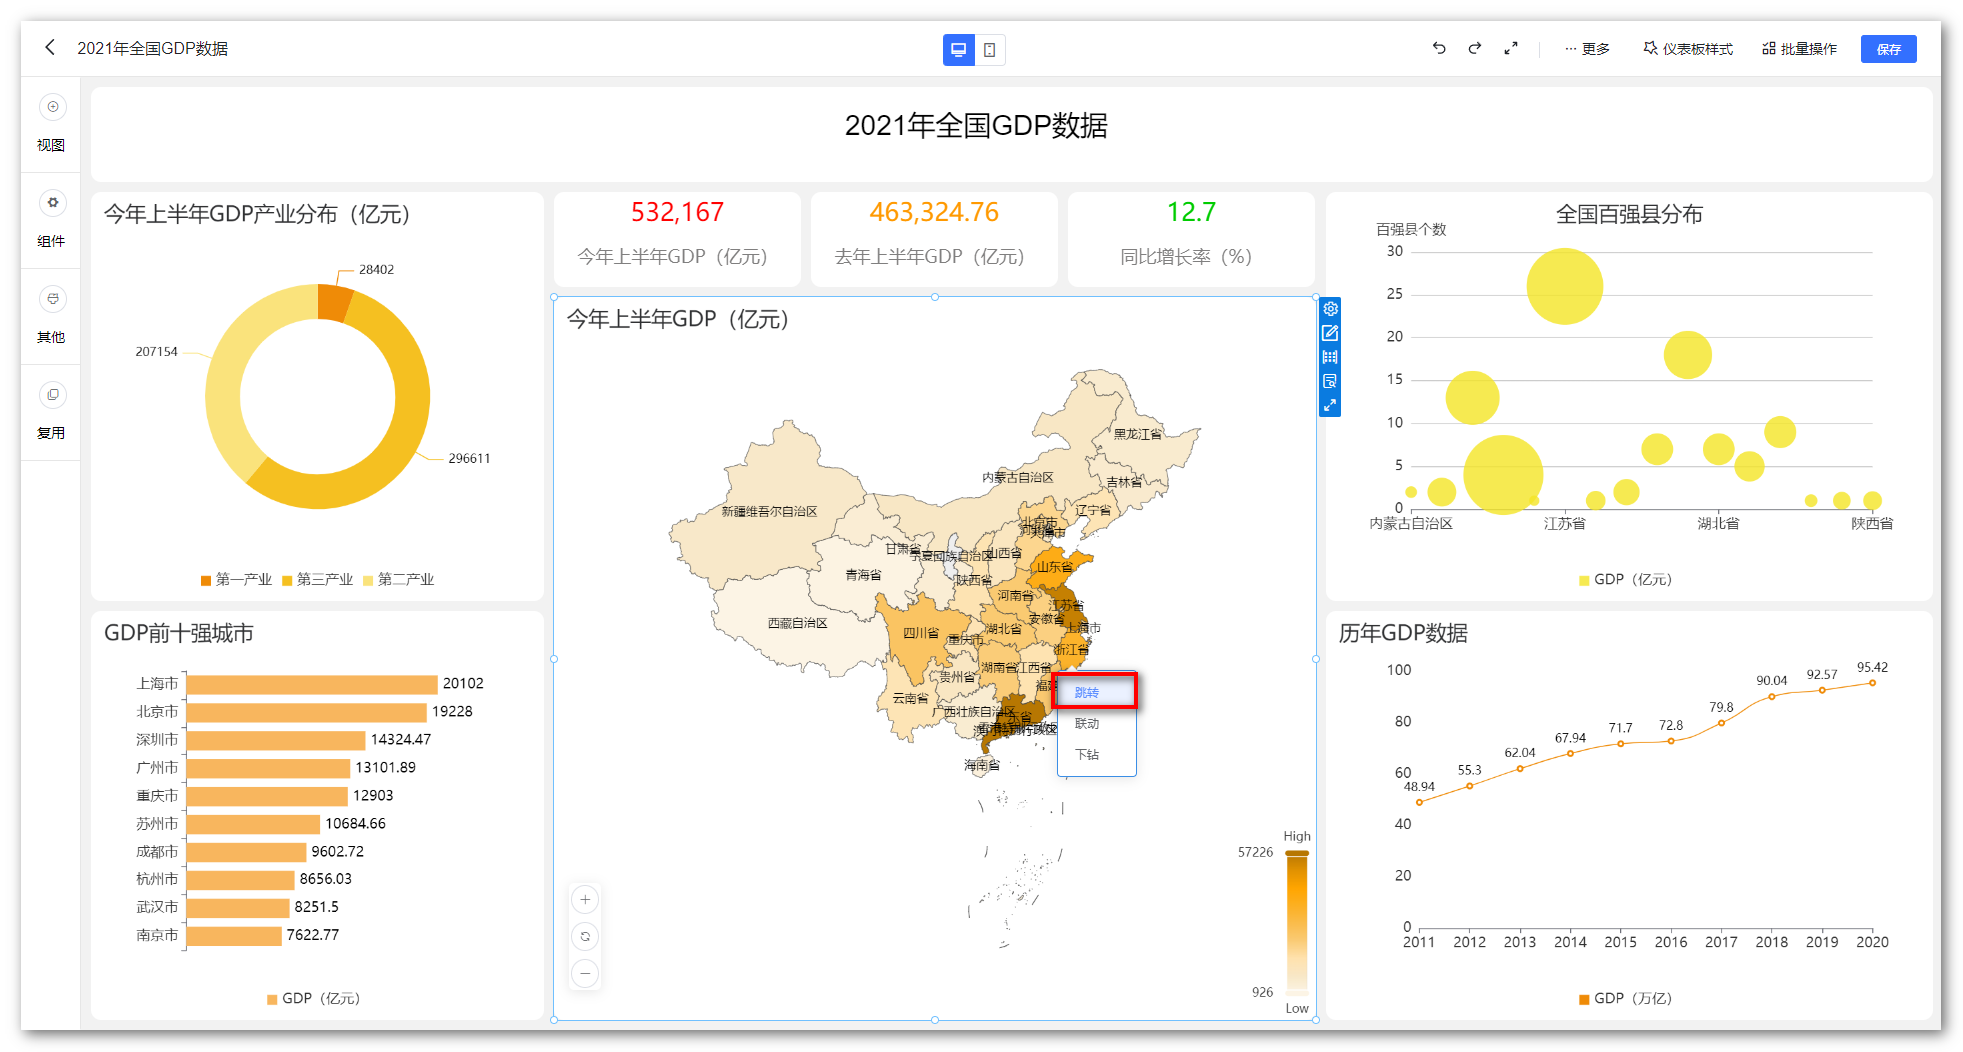 2021年全国GDP数据
··· 更多
仪表板样式
批量操作
保存
视图
组件
其他
复用
2021年全国GDP数据
今年上半年GDP产业分布（亿元）
28402
207154
296611
第一产业 第三产业 第二产业
532,167
今年上半年GDP（亿元）
463,324.76
去年上半年GDP（亿元）
12.7
同比增长率（%）
全国百强县分布
百强县个数
30
25
20
15
10
5
0
内蒙古自治区 江苏省 湖北省 陕西省
GDP（亿元）
今年上半年GDP（亿元）
黑龙江省
内蒙古自治区
吉林省
新疆维吾尔自治区
辽宁省
北京市
甘肃省
宁夏回族自治区
山西省
山东省
青海省
陕西省
河南省
江苏省
西藏自治区
安徽省
四川省
湖北省
上海市
重庆市
浙江省
贵州省
湖南省
江西省
云南省
广西壮族自治区
海南省
跳转
联动
下钻
High
57226
926
Low
GDP前十强城市
上海市 20102
北京市 19228
深圳市 14324.47
广州市 13101.89
重庆市 12903
苏州市 10684.66
成都市 9602.72
杭州市 8656.03
武汉市 8251.5
南京市 7622.77
GDP（亿元）
历年GDP数据
100
80
60
40
20
0
48.94
55.3
62.04
67.94
71.7
72.8
79.8
90.04
92.57
95.42
2011 2012 2013 2014 2015 2016 2017 2018 2019 2020
GDP（万亿）